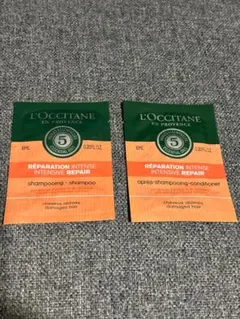 L'OCCITANE
EN PROVENCE
5
RÉPARATION INTENSE
INTENSIVE REPAIR
shampooing - shampoo
cheveux abîmés
damaged hair
L'OCCITANE
EN PROVENCE
5
RÉPARATION INTENSE
INTENSIVE REPAIR
après-shampooing-conditioner
cheveux abîmés
damaged hair